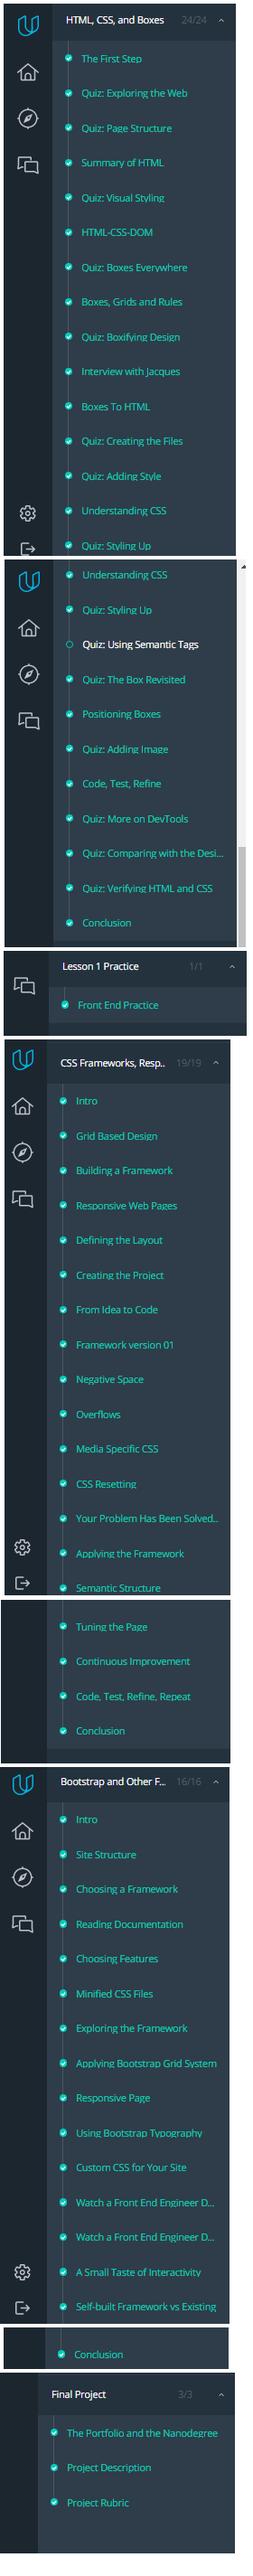 HTML, CSS, and Boxes 24/24
The First Step
Quiz: Exploring the Web
Quiz: Page Structure
Summary of HTML
Quiz: Visual Styling
HTML-CSS-DOM
Quiz: Boxes Everywhere
Boxes, Grids and Rules
Quiz: Boxifying Design
Interview with Jacques
Boxes To HTML
Quiz: Creating the Files
Quiz: Adding Style
Understanding CSS
Quiz: Styling Up
Understanding CSS
Quiz: Styling Up
Quiz: Using Semantic Tags
Quiz: The Box Revisited
Positioning Boxes
Quiz: Adding Image
Code, Test, Refine
Quiz: More on DevTools
Quiz: Comparing with the Desi...
Quiz: Verifying HTML and CSS
Conclusion
Lesson 1 Practice 1/1
Front End Practice
CSS Frameworks, Resp.. 19/19
Intro
Grid Based Design
Building a Framework
Responsive Web Pages
Defining the Layout
Creating the Project
From Idea to Code
Framework version 01
Negative Space
Overflows
Media Specific CSS
CSS Resetting
Your Problem Has Been Solved..
Applying the Framework
Semantic Structure
Tuning the Page
Continuous Improvement
Code, Test, Refine, Repeat
Conclusion
Bootstrap and Other F... 16/16
Intro
Site Structure
Choosing a Framework
Reading Documentation
Choosing Features
Minified CSS Files
Exploring the Framework
Applying Bootstrap Grid System
Responsive Page
Using Bootstrap Typography
Custom CSS for Your Site
Watch a Front End Engineer D...
Watch a Front End Engineer D...
A Small Taste of Interactivity
Self-built Framework vs Existing
Conclusion
Final Project 3/3
The Portfolio and the Nanodegree
Project Description
Project Rubric